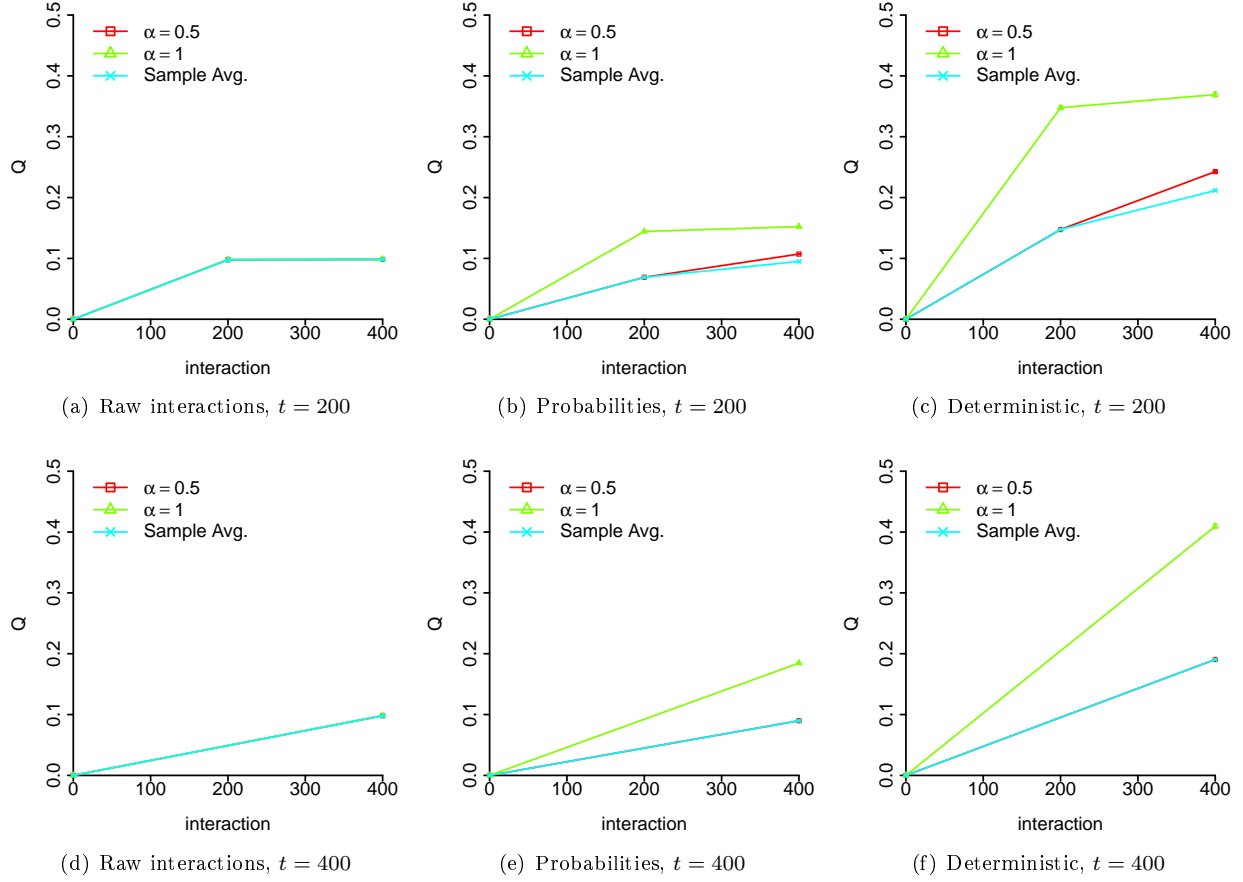 α = 0.5
α = 1
Sample Avg.
Q
0.0 0.1 0.2 0.3 0.4 0.5
0 100 200 300 400
interaction
(a) Raw interactions, t = 200
α = 0.5
α = 1
Sample Avg.
Q
0.0 0.1 0.2 0.3 0.4 0.5
0 100 200 300 400
interaction
(b) Probabilities, t = 200
α = 0.5
α = 1
Sample Avg.
Q
0.0 0.1 0.2 0.3 0.4 0.5
0 100 200 300 400
interaction
(c) Deterministic, t = 200
α = 0.5
α = 1
Sample Avg.
Q
0.0 0.1 0.2 0.3 0.4 0.5
0 100 200 300 400
interaction
(d) Raw interactions, t = 400
α = 0.5
α = 1
Sample Avg.
Q
0.0 0.1 0.2 0.3 0.4 0.5
0 100 200 300 400
interaction
(e) Probabilities, t = 400
α = 0.5
α = 1
Sample Avg.
Q
0.0 0.1 0.2 0.3 0.4 0.5
0 100 200 300 400
interaction
(f) Deterministic, t = 400